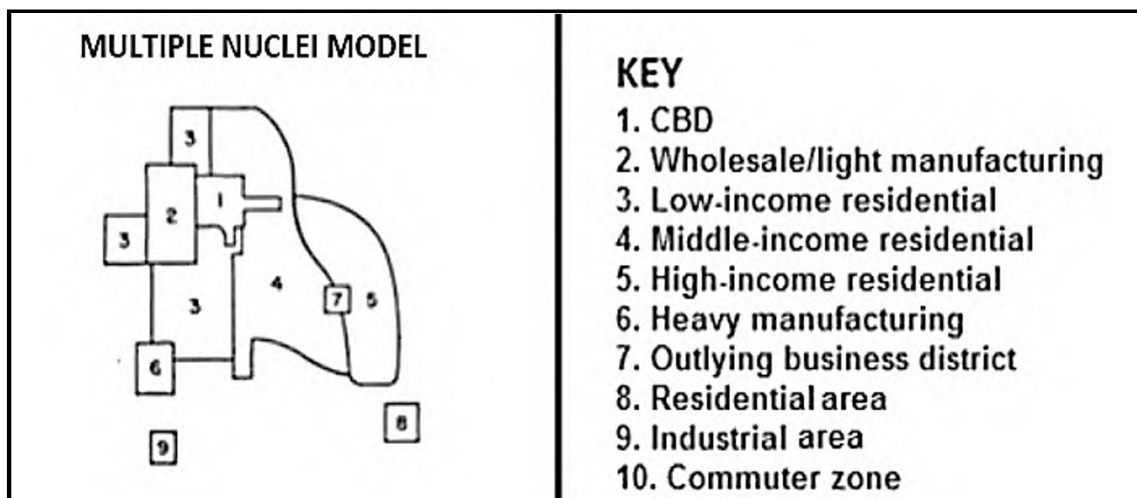 MULTIPLE NUCLEI MODEL
3
1
2
3
4
3
7
5
6
8
9
KEY
1. CBD
2. Wholesale/light manufacturing
3. Low-income residential
4. Middle-income residential
5. High-income residential
6. Heavy manufacturing
7. Outlying business district
8. Residential area
9. Industrial area
10. Commuter zone